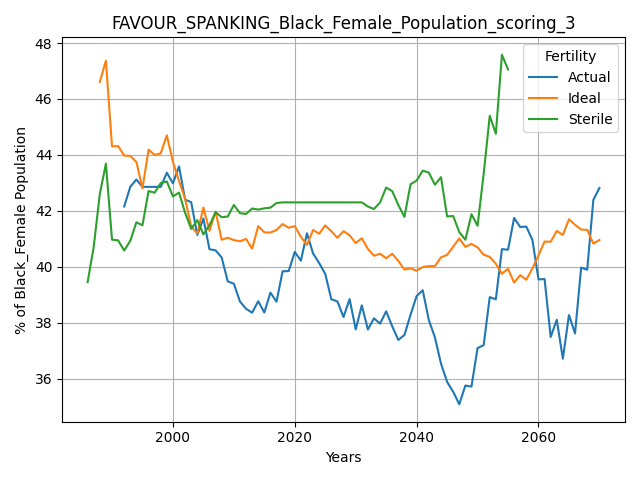 FAVOUR_SPANKING_Black_Female_Population_scoring_3
% of Black_Female Population
48
46
44
42
40
38
36
Fertility
Actual
Ideal
Sterile
2000
2020
2040
2060
Years